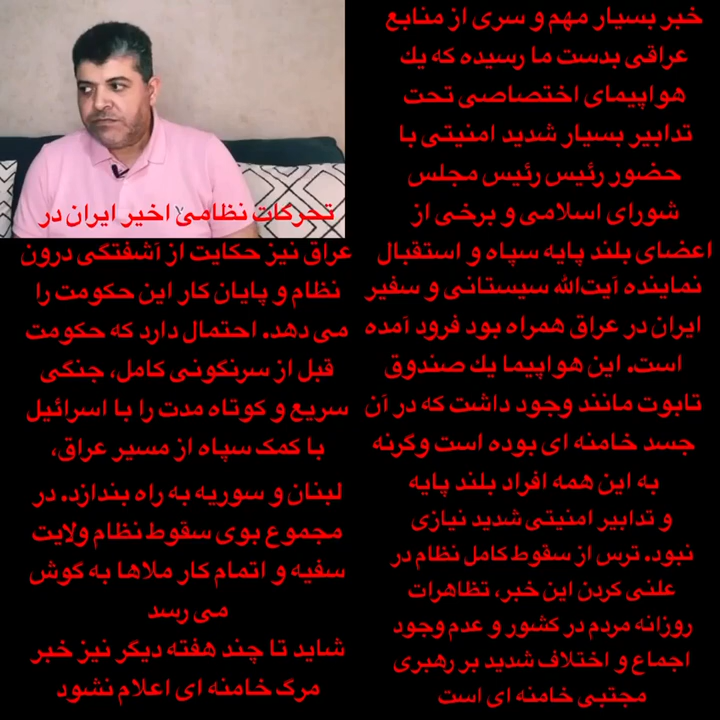 خبر بسیار مهم و سری از منابع
عراقی بدست ما رسیده که یك
هواپیمای اختصاصی تحت
تدابیر بسیار شدید امنیتی با
حضور رئیس رئیس مجلس
شورای اسلامی و برخی از
اعضای بلند پایه سپاه و استقبال
نماینده آیت‌الله سیستانی و سفیر
ایران در عراق همراه بود فرود آمده
است. این هواپیما یك صندوق
تابوت مانند وجود داشت که در آن
جسد خامنه ای بوده است وگرنه
به این همه افراد بلند پایه
و تدابیر امنیتی شدید نیازی
نبود. ترس از سقوط کامل نظام در
علنی کردن این خبر، تظاهرات
روزانه مردم در کشور و عدم وجود
اجماع و اختلاف شدید بر رهبری
مجتبی خامنه ای است
تحرکات نظامی اخیر ایران در
عراق نیز حکایت از آشفتگی درون
نظام و پایان کار این حکومت را
می دهد. احتمال دارد که حکومت
قبل از سرنگونی کامل، جنگی
سریع و کوتاه مدت را با اسرائیل
با کمک سپاه از مسیر عراق،
لبنان و سوریه به راه بندازد. در
مجموع بوی سقوط نظام ولایت
سفیه و اتمام کار ملاها به گوش
می رسد
شاید تا چند هفته دیگر نیز خبر
مرگ خامنه ای اعلام نشود